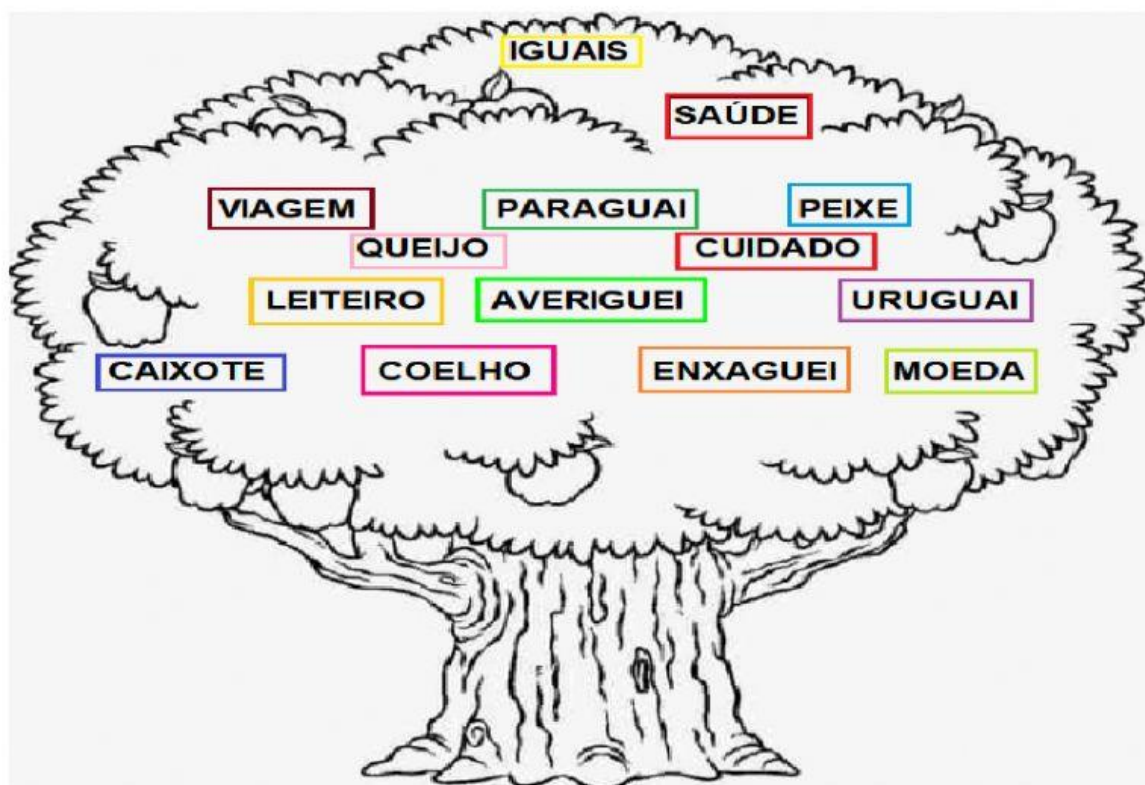 IGUAIS
SAÚDE
VIAGEM PARAGUAI PEIXE
QUEIJO CUIDADO
LEITEIRO AVERIGUEI URUGUAI
CAIXOTE COELHO ENXAGUEI MOEDA